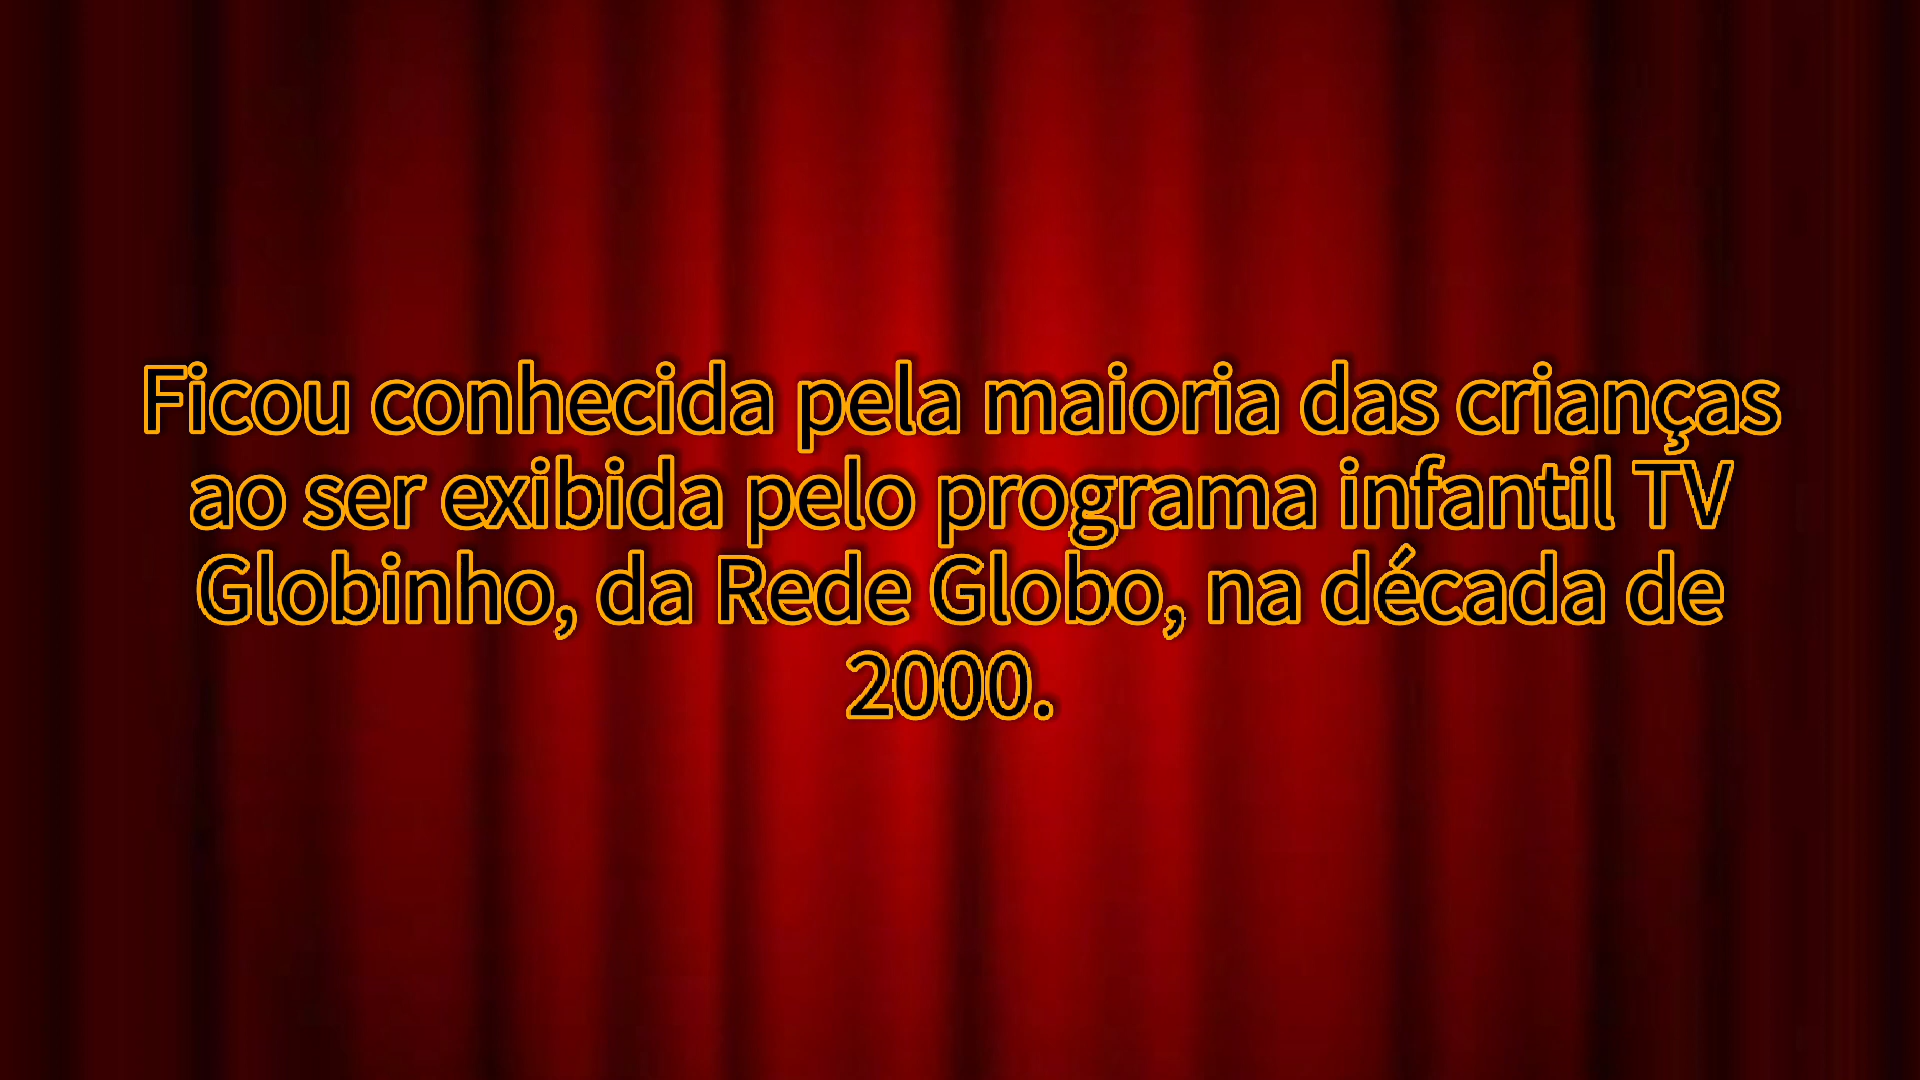 Ficou conhecida pela maioria das crianças
ao ser exibida pelo programa infantil TV
Globinho, da Rede Globo, na década de
2000.